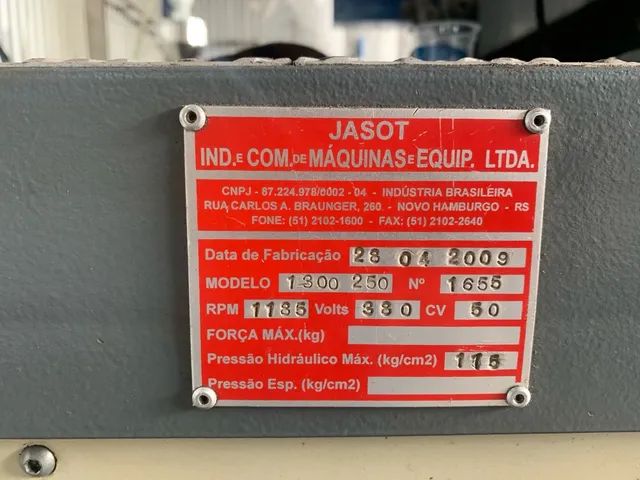 JASOT
IND. E COM. DE MÁQUINAS E EQUIP. LTDA.
CNPJ - 87.224.978/0002 - 04 - INDÚSTRIA BRASILEIRA
RUA CARLOS A. BRAUNGER, 260 - NOVO HAMBURGO - RS
FONE: (51) 2102-1600 - FAX: (51) 2102-2640
Data de Fabricação 28 04 2009
MODELO 1300 250 Nº 1655
RPM 1185 Volts 380 CV 50
FORÇA MÁX.(kg)
Pressão Hidráulico Máx. (kg/cm2) 115
Pressão Esp. (kg/cm2)